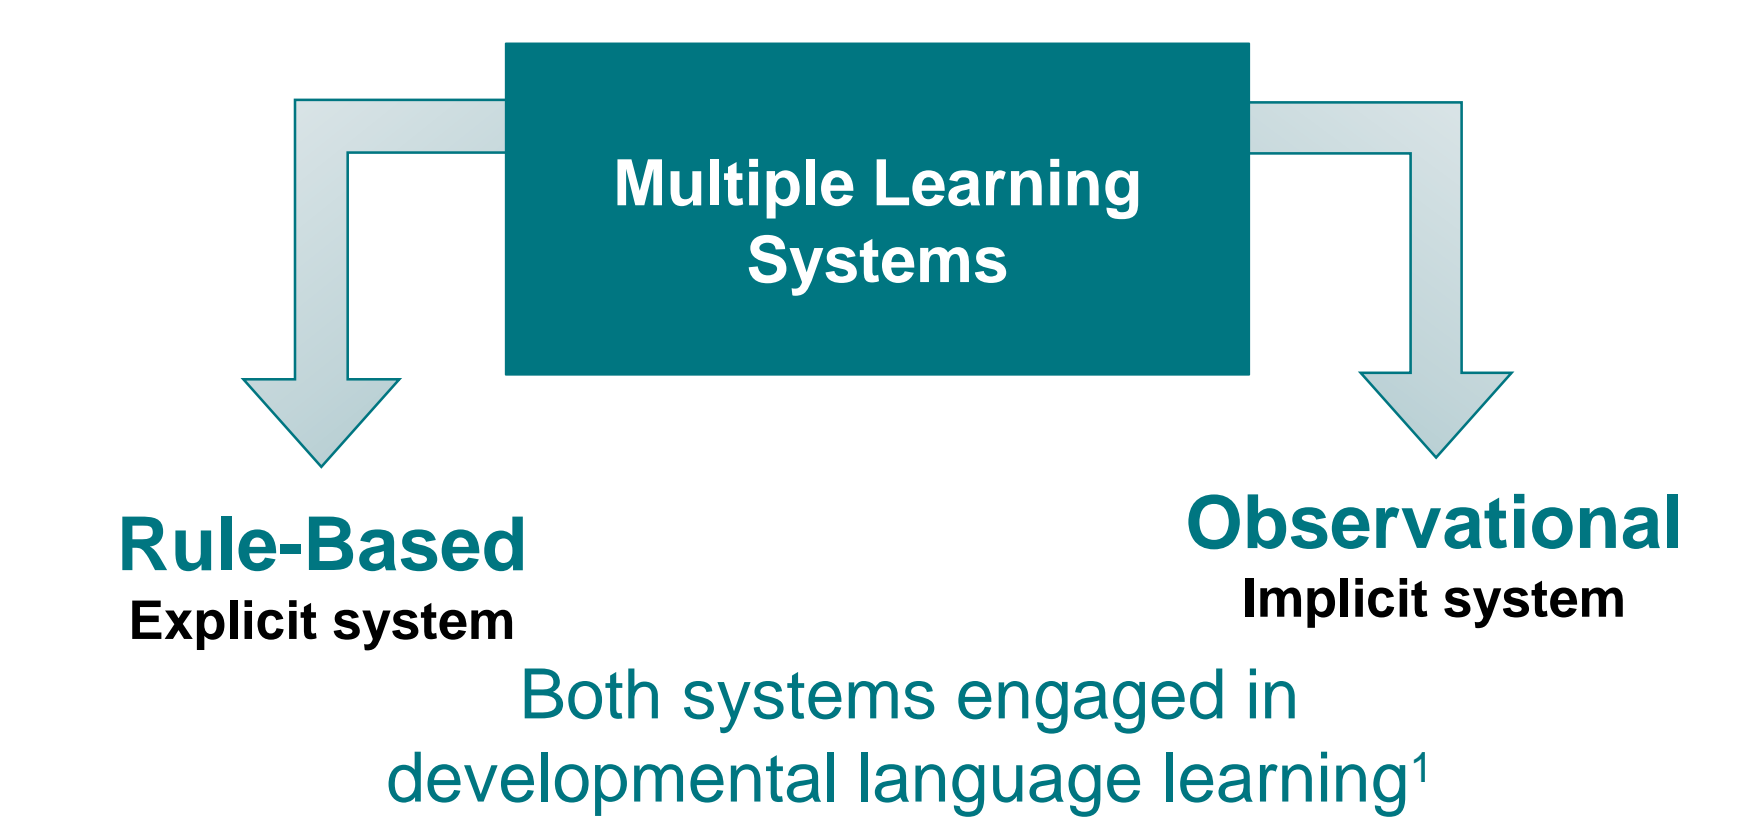 Multiple Learning
Systems
Rule-Based
Explicit system
Observational
Implicit system
Both systems engaged in
developmental language learning¹